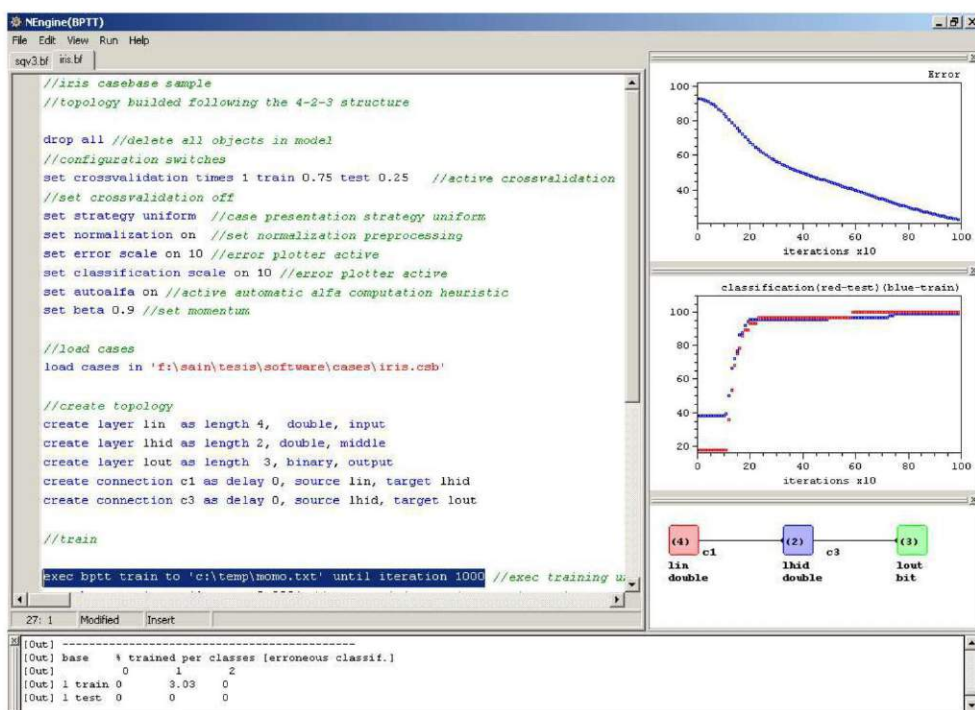 NEngine(BPTT)
File Edit View Run Help
sqv3.bf iris.bf
//iris casebase sample
//topology builded following the 4-2-3 structure
drop all //delete all objects in model
//configuration switches
set crossvalidation times 1 train 0.75 test 0.25 //active crossvalidation
//set crossvalidation off
set strategy uniform //case presentation strategy uniform
set normalization on //set normalization preprocessing
set error scale on 10 //error plotter active
set classification scale on 10 //error plotter active
set autoalfa on //active automatic alfa computation heuristic
set beta 0.9 //set momentum
//load cases
load cases in 'f:\sain\tesis\software\cases\iris.csb'
//create topology
create layer lin as length 4, double, input
create layer lhid as length 2, double, middle
create layer lout as length 3, binary, output
create connection c1 as delay 0, source lin, target lhid
create connection c3 as delay 0, source lhid, target lout
//train
exec bptt train to 'c:\temp\momo.txt' until iteration 1000 //exec training
27: 1 Modified Insert
Error
100
80
60
40
0 20 40 60 80 100
iterations x10
classification(red-test)(blue-train)
100
80
60
40
20
0 20 40 60 80 100
iterations x10
(4) (2) (3)
c1 c3
lin lhid lout
double double bit
[Out] --------------------------------------------
[Out] base % trained per classes [erroneous classif.]
[Out] 0 1 2
[Out] 1 train 0 3.03 0
[Out] 1 test 0 0 0